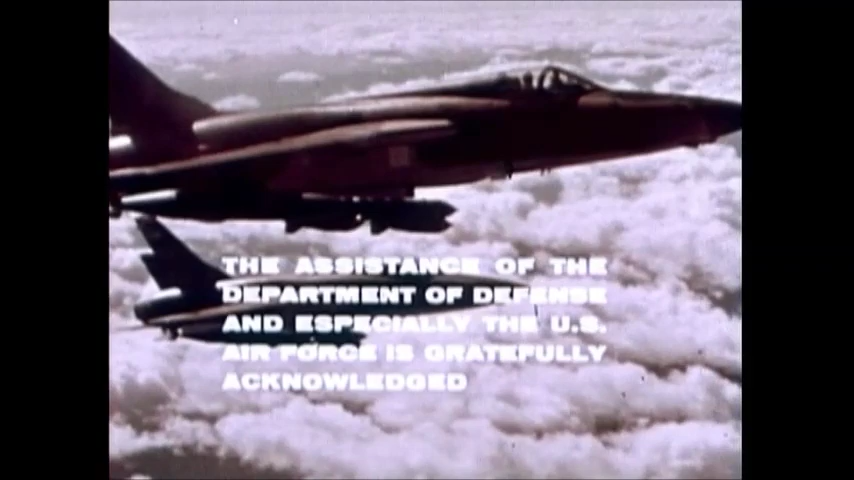 THE ASSISTANCE OF THE
DEPARTMENT OF DEFENSE
AND ESPECIALLY THE U.S.
AIR FORCE IS GRATEFULLY
ACKNOWLEDGED